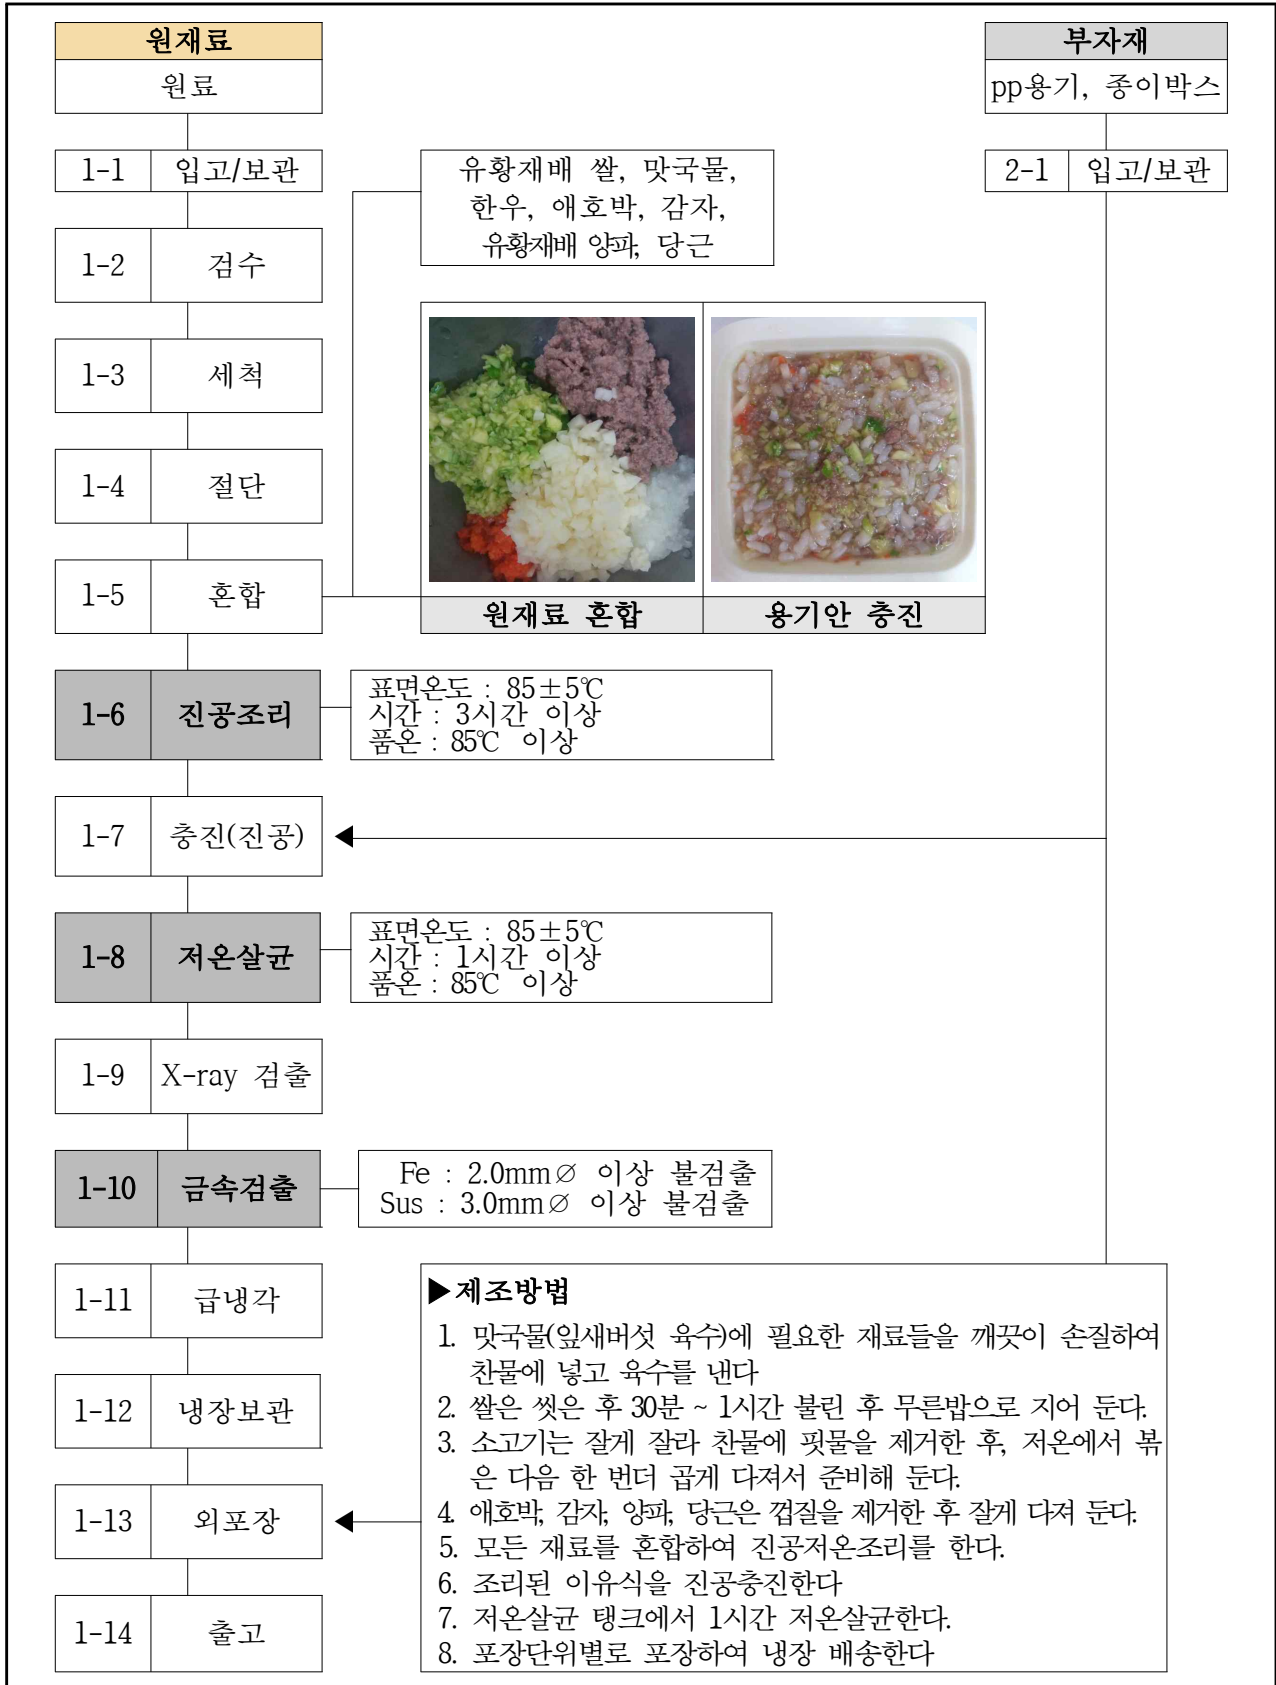 원재료
원료
부자재
pp용기, 종이박스
1-1 입고/보관
2-1 입고/보관
유황재배 쌀, 맛국물,
한우, 애호박, 감자,
유황재배 양파, 당근
1-2 검수
1-3 세척
1-4 절단
1-5 혼합
원재료 혼합
용기안 충진
1-6 진공조리
표면온도 : 85±5℃
시간 : 3시간 이상
품온 : 85℃ 이상
1-7 충진(진공)
1-8 저온살균
표면온도 : 85±5℃
시간 : 1시간 이상
품온 : 85℃ 이상
1-9 X-ray 검출
1-10 금속검출
Fe : 2.0mm∅ 이상 불검출
Sus : 3.0mm∅ 이상 불검출
1-11 급냉각
1-12 냉장보관
1-13 외포장
1-14 출고
▶제조방법
1. 맛국물(잎새버섯 육수)에 필요한 재료들을 깨끗이 손질하여
찬물에 넣고 육수를 낸다
2. 쌀은 씻은 후 30분 ~ 1시간 불린 후 무른밥으로 지어 둔다.
3. 소고기는 잘게 잘라 찬물에 핏물을 제거한 후, 저온에서 볶
은 다음 한 번더 곱게 다져서 준비해 둔다.
4. 애호박, 감자, 양파, 당근은 껍질을 제거한 후 잘게 다져 둔다.
5. 모든 재료를 혼합하여 진공저온조리를 한다.
6. 조리된 이유식을 진공충진한다
7. 저온살균 탱크에서 1시간 저온살균한다.
8. 포장단위별로 포장하여 냉장 배송한다